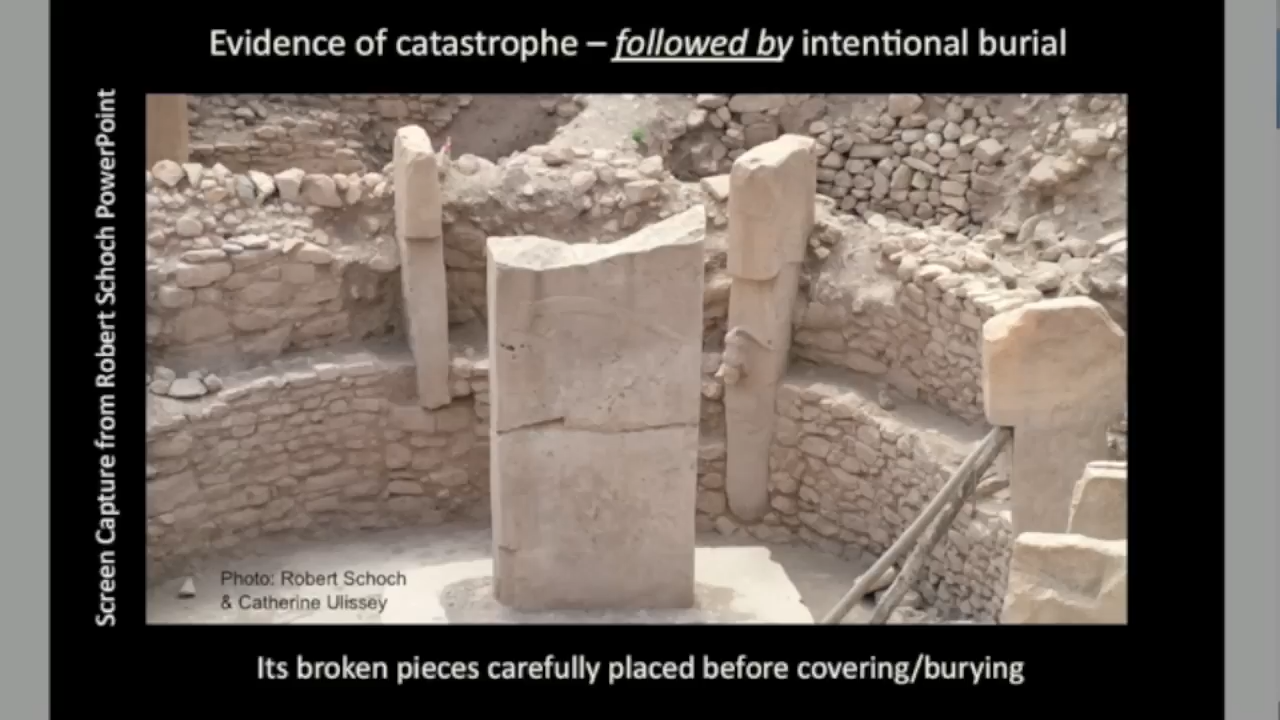 Evidence of catastrophe – followed by intentional burial
Screen Capture from Robert Schoch PowerPoint
Photo: Robert Schoch
& Catherine Ulissey
Its broken pieces carefully placed before covering/burying